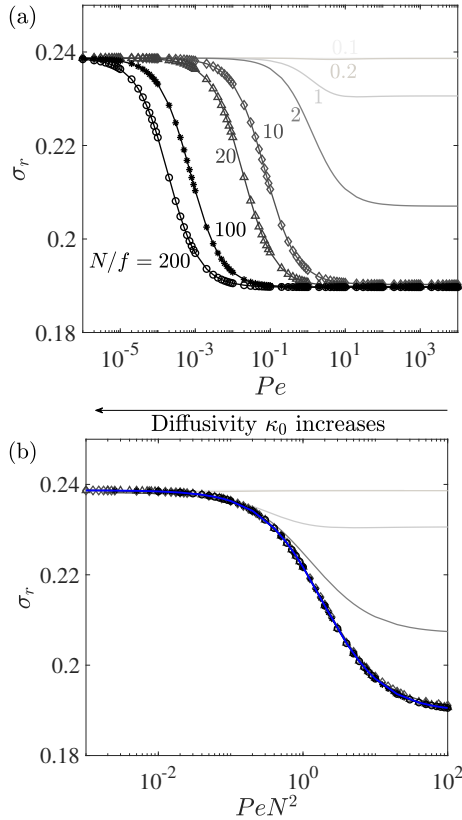 (a)
0.24
0.22
0.2
0.18
σ_r
0.1
0.2
1
2
10
20
100
N/f = 200
10^-5
10^-3
10^-1
10^1
10^3
Pe
Diffusivity κ_0 increases
(b)
0.24
0.22
0.2
0.18
σ_r
10^-2
10^0
10^2
PeN^2